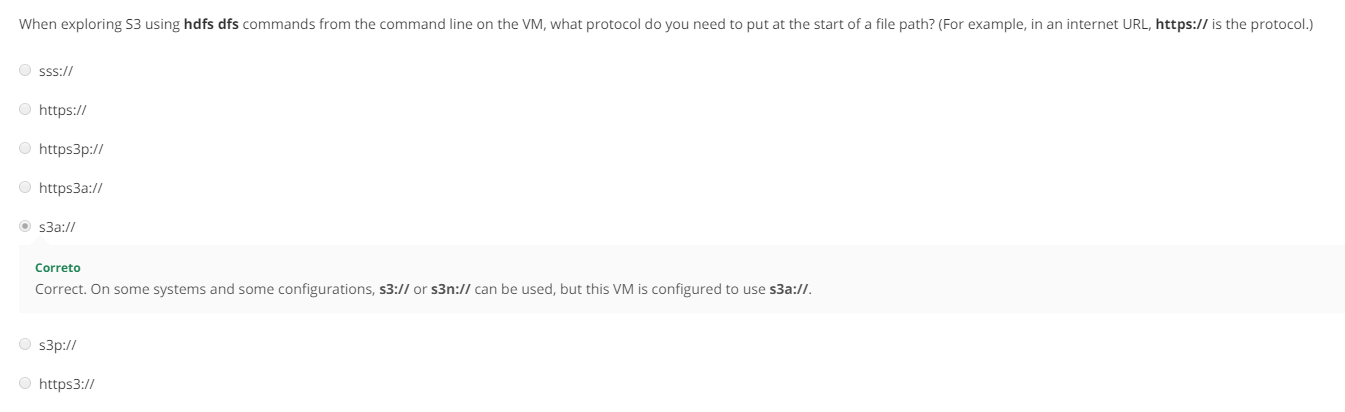 When exploring S3 using hdfs dfs commands from the command line on the VM, what protocol do you need to put at the start of a file path? (For example, in an internet URL, https:// is the protocol.)
sss://
https://
https3p://
https3a://
s3a://
Correto
Correct. On some systems and some configurations, s3:// or s3n:// can be used, but this VM is configured to use s3a://.
s3p://
https3://